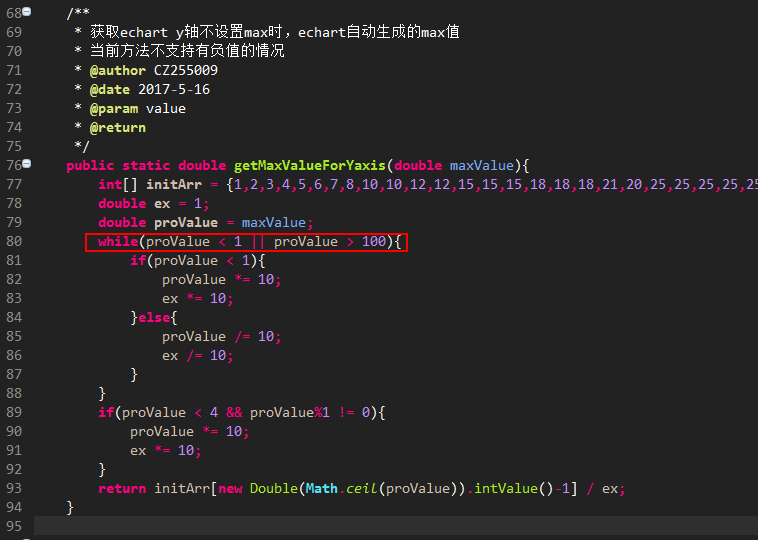 68 /**
69 * 获取echart y轴不设置max时，echart自动生成的max值
70 * 当前方法不支持有负值的情况
71 * @author CZ255009
72 * @date 2017-5-16
73 * @param value
74 * @return
75 */
76 public static double getMaxValueForYaxis(double maxValue){
77 int[] initArr = {1,2,3,4,5,6,7,8,10,10,12,12,15,15,15,18,18,18,21,20,25,25,25,25,25
78 double ex = 1;
79 double proValue = maxValue;
80 while(proValue < 1 || proValue > 100){
81 if(proValue < 1){
82 proValue *= 10;
83 ex *= 10;
84 }else{
85 proValue /= 10;
86 ex /= 10;
87 }
88 }
89 if(proValue < 4 && proValue%1 != 0){
90 proValue *= 10;
91 ex *= 10;
92 }
93 return initArr[new Double(Math.ceil(proValue)).intValue()-1] / ex;
94 }
95